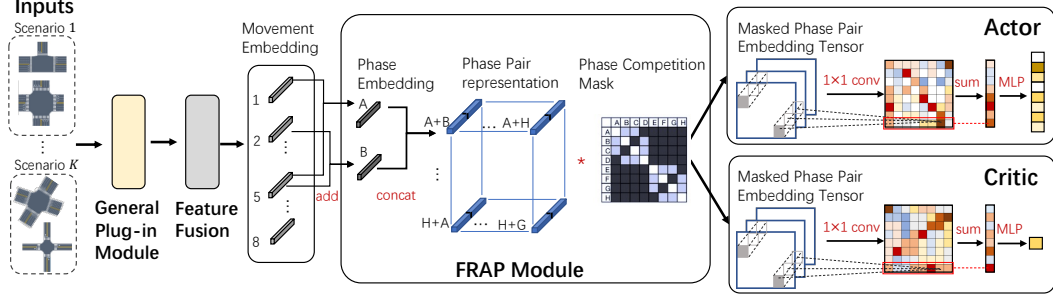 Inputs
Scenario 1
Scenario K
General
Plug-in
Module
Feature
Fusion
Movement
Embedding
1
2
5
8
add
Phase
Embedding
A
B
concat
Phase Pair
representation
A+B
...
A+H
H+A
...
H+G
*
Phase Competition
Mask
A B C D E F G H
A
B
C
D
E
F
G
H
FRAP Module
Masked Phase Pair
Embedding Tensor
1×1 conv
sum
MLP
Actor
Masked Phase Pair
Embedding Tensor
1×1 conv
sum
MLP
Critic